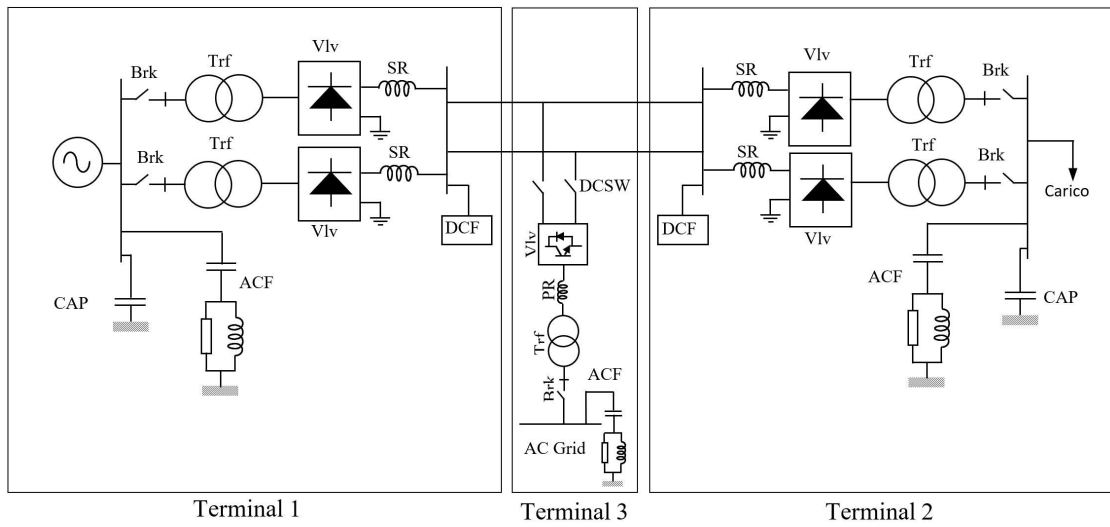 Vlv
Trf
SR
Brk
Trf
Brk
SR
Vlv
DCF
ACF
CAP
Terminal 1
DCSW
Vlv
PR
Trf
Brk
ACF
AC Grid
Terminal 3
Vlv
SR
Trf
Brk
SR
Trf
Brk
Carico
DCF
Vlv
ACF
CAP
Terminal 2